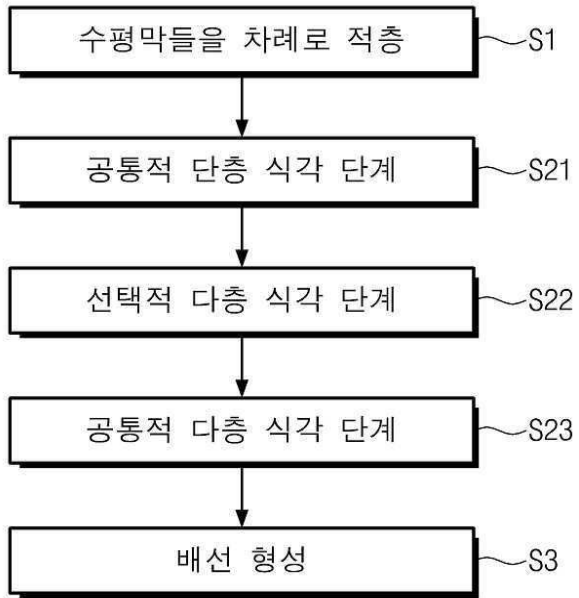 수평막들을 차례로 적층 S1
공통적 단층 식각 단계 S21
선택적 다층 식각 단계 S22
공통적 다층 식각 단계 S23
배선 형성 S3